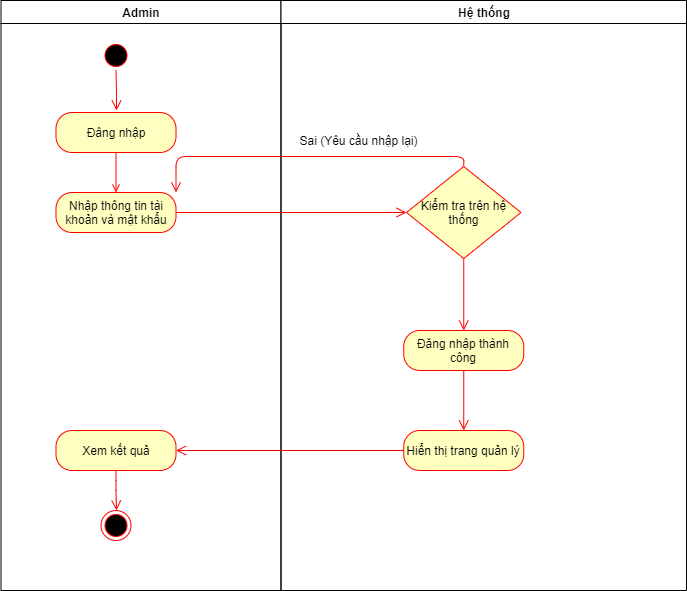 Admin
Hệ thống
Đăng nhập
Sai (Yêu cầu nhập lại)
Nhập thông tin tài
khoản và mật khẩu
Kiểm tra trên hệ
thống
Đăng nhập thành
công
Xem kết quả
Hiển thị trang quản lý